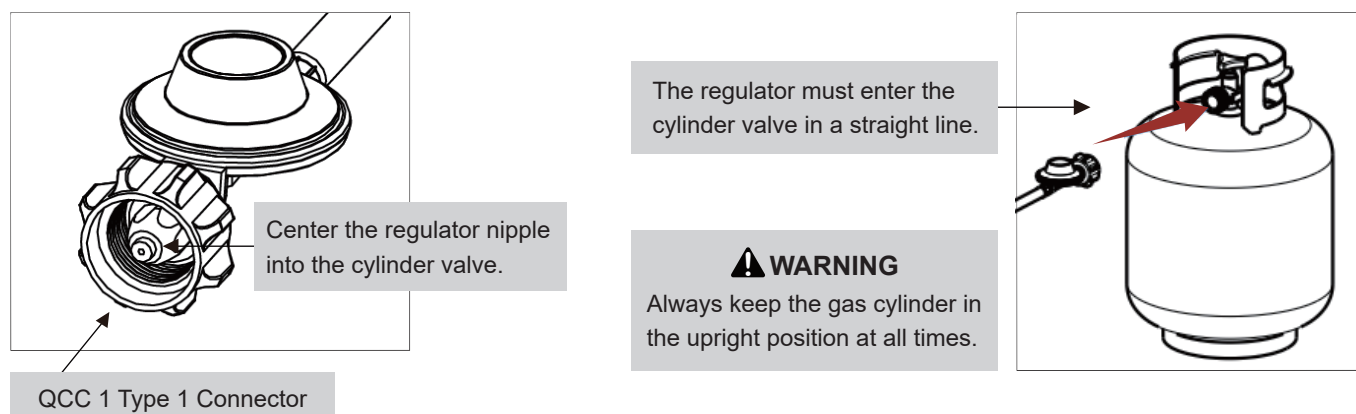 Center the regulator nipple
into the cylinder valve.
QCC 1 Type 1 Connector
The regulator must enter the
cylinder valve in a straight line.
WARNING
Always keep the gas cylinder in
the upright position at all times.